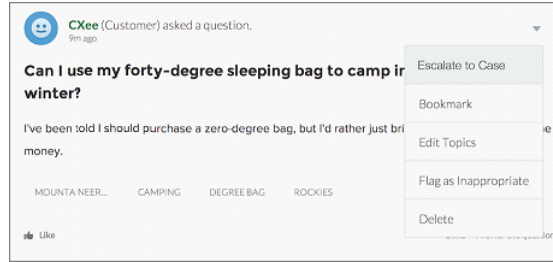 CXee (Customer) asked a question.
9m ago
Can I use my forty-degree sleeping bag to camp in
winter?
I've been told I should purchase a zero-degree bag, but I'd rather just bri
money.
MOUNTA NEER... CAMPING DEGREE BAG ROCKIES
Like
Escalate to Case
Bookmark
Edit Topics
Flag as Inappropriate
Delete